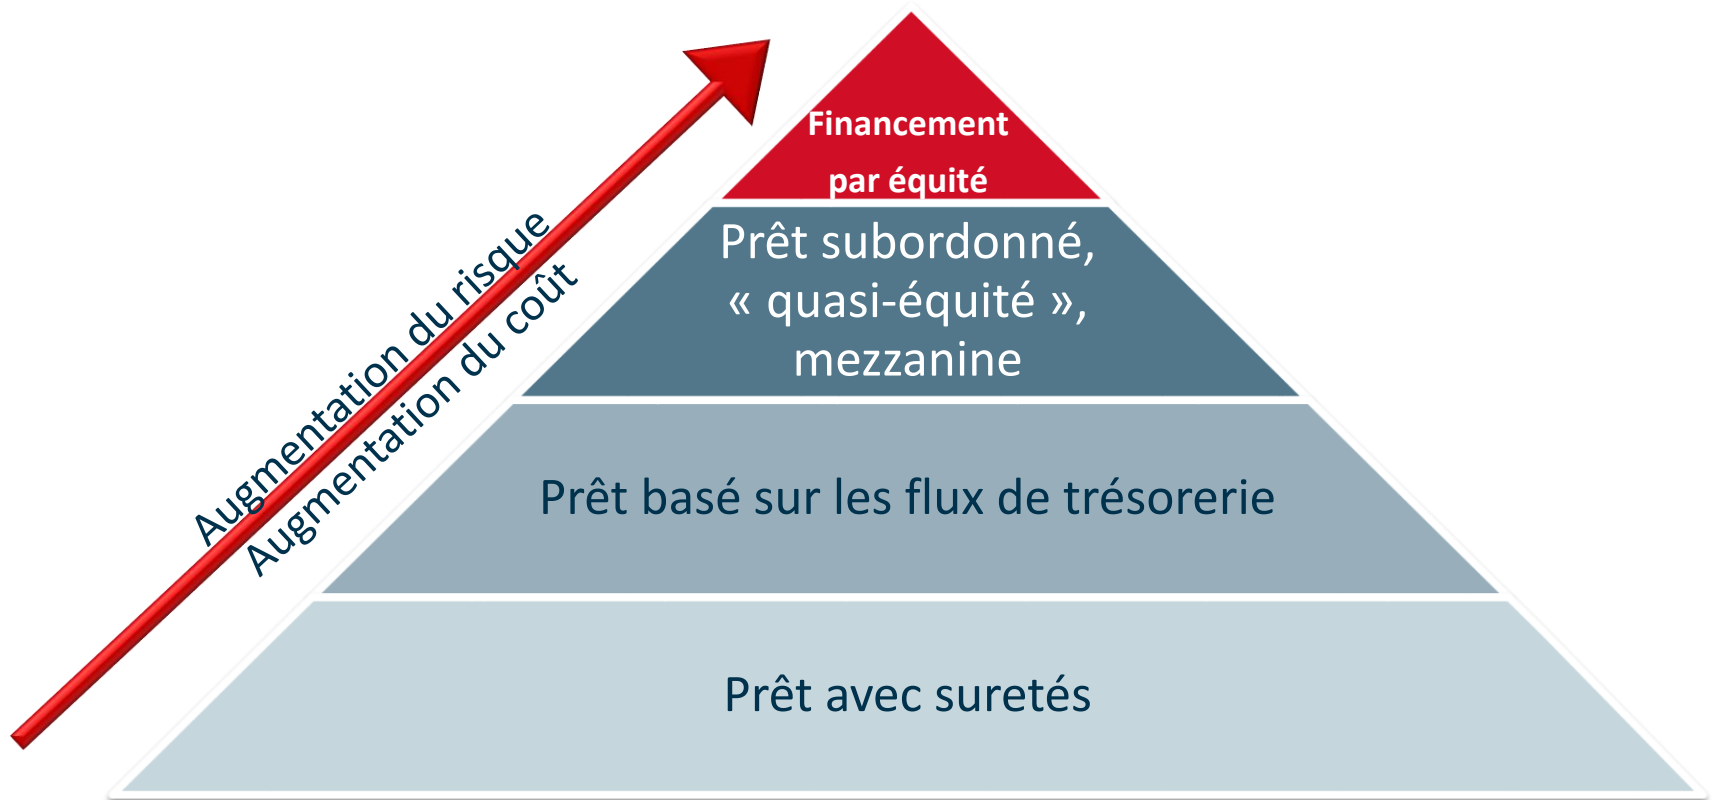 Financement
par équité
Prêt subordonné,
« quasi-équité »,
mezzanine
Prêt basé sur les flux de trésorerie
Prêt avec suretés
Augmentation du risque
Augmentation du coût